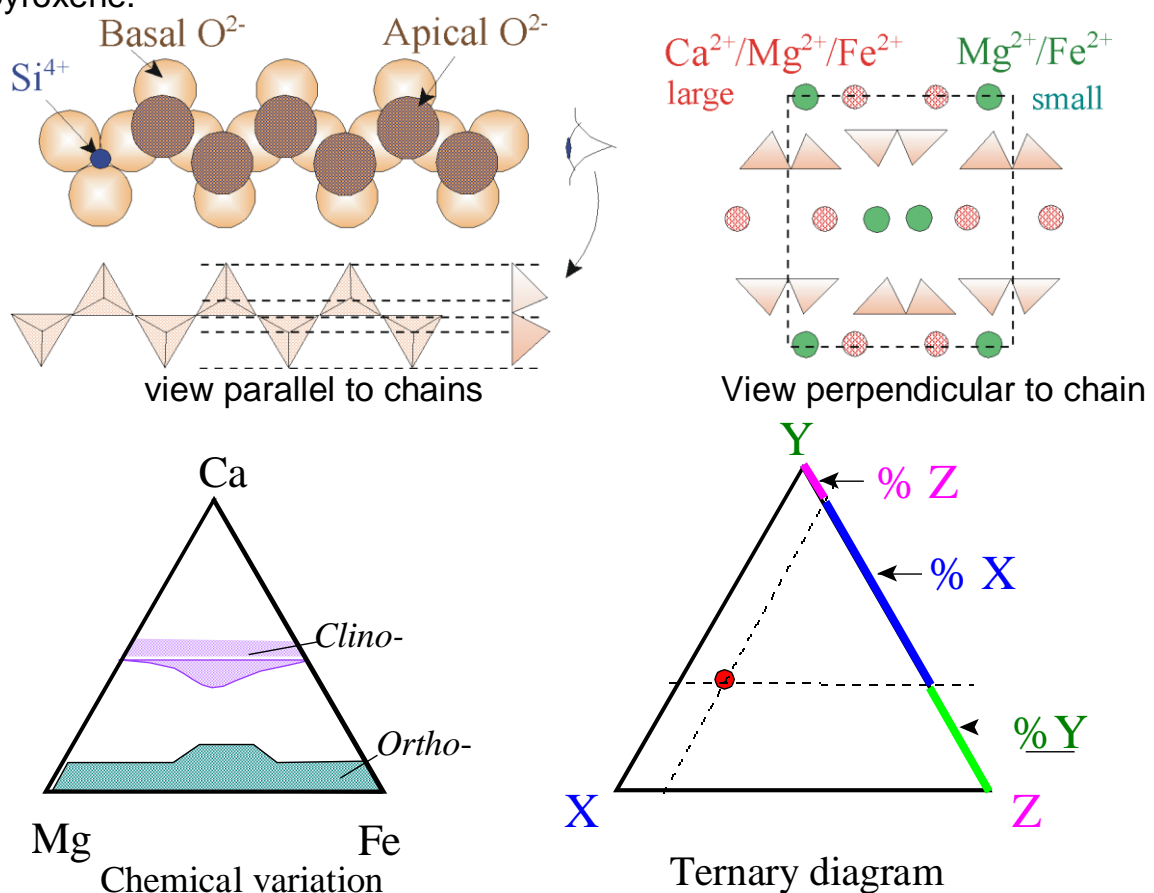 pyroxene.
Basal O²⁻
Apical O²⁻
Si⁴⁺
Ca²⁺/Mg²⁺/Fe²⁺
large
Mg²⁺/Fe²⁺
small
view parallel to chains
View perpendicular to chain
Ca
Clino-
Ortho-
Mg
Fe
Chemical variation
Y
% Z
% X
% Y
X
Z
Ternary diagram